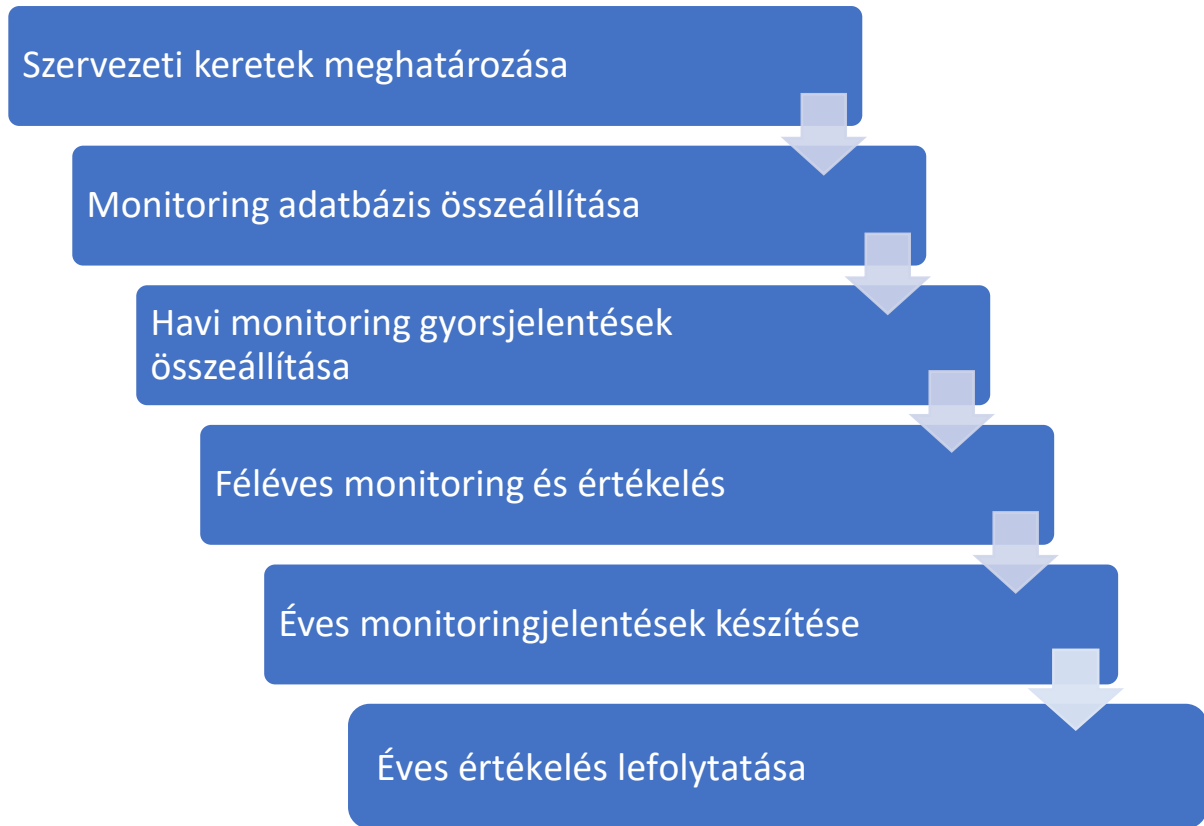 Szervezeti keretek meghatározása
Monitoring adatbázis összeállítása
Havi monitoring gyorsjelentések
összeállítása
Féléves monitoring és értékelés
Éves monitoringjelentések készítése
Éves értékelés lefolytatása